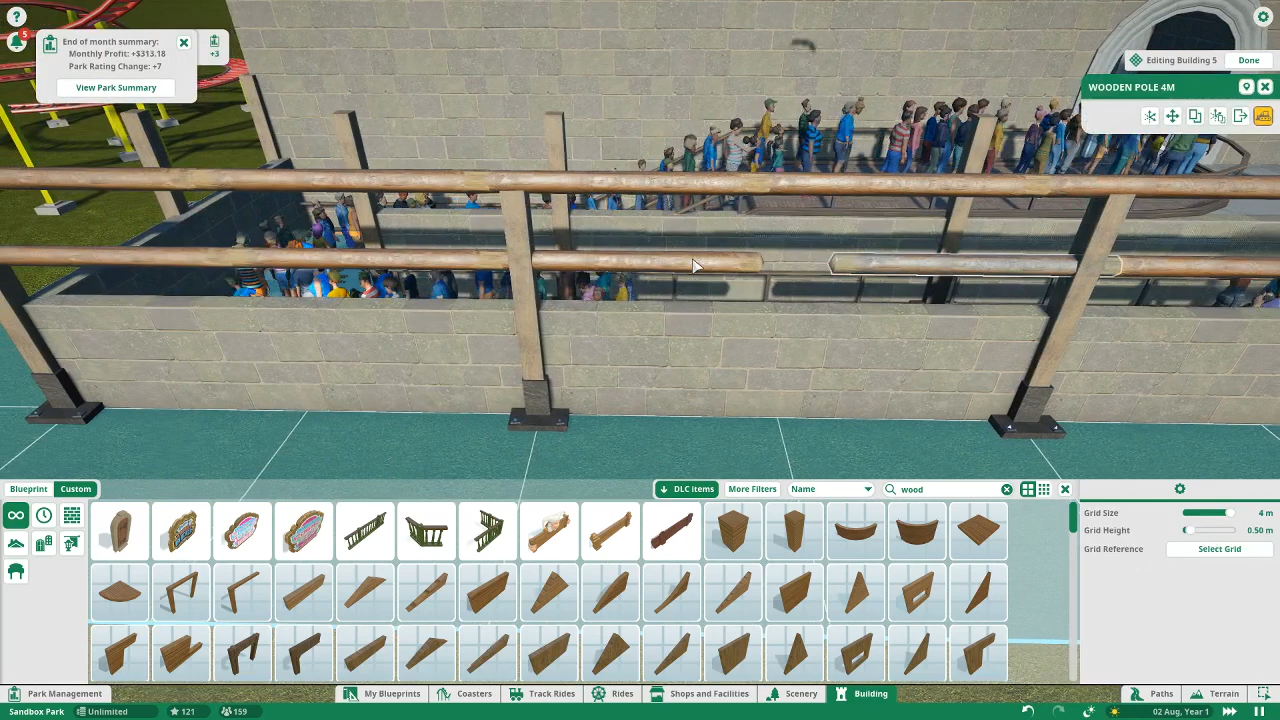 ?
5
End of month summary:
Monthly Profit: +$313.18
Park Rating Change: +7
View Park Summary
+3
Editing Building 5
Done
WOODEN POLE 4M
Blueprint
Custom
DLC items
More Filters
Name
wood
Grid Size
4 m
Grid Height
0.50 m
Grid Reference
Select Grid
Park Management
My Blueprints
Coasters
Track Rides
Rides
Shops and Facilities
Scenery
Building
Paths
Terrain
Sandbox Park
Unlimited
121
159
02 Aug, Year 1